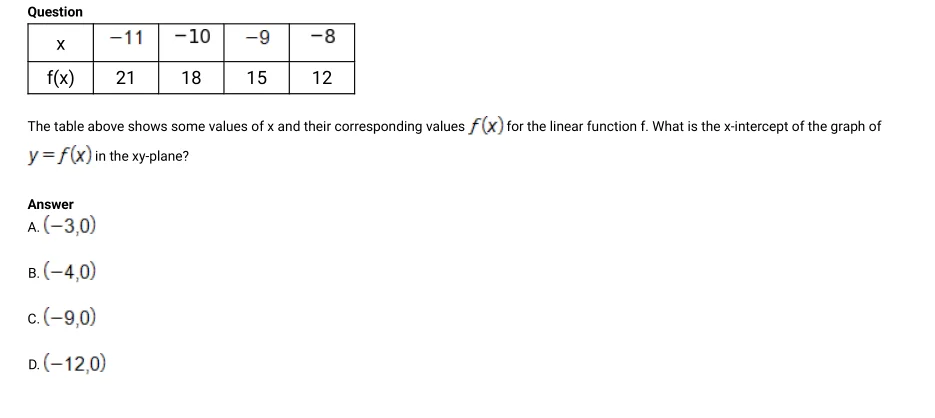 Question
x −11 −10 −9 −8
f(x) 21 18 15 12
The table above shows some values of x and their corresponding values f(x) for the linear function f. What is the x-intercept of the graph of
y = f(x) in the xy-plane?
Answer
A. (−3,0)
B. (−4,0)
C. (−9,0)
D. (−12,0)